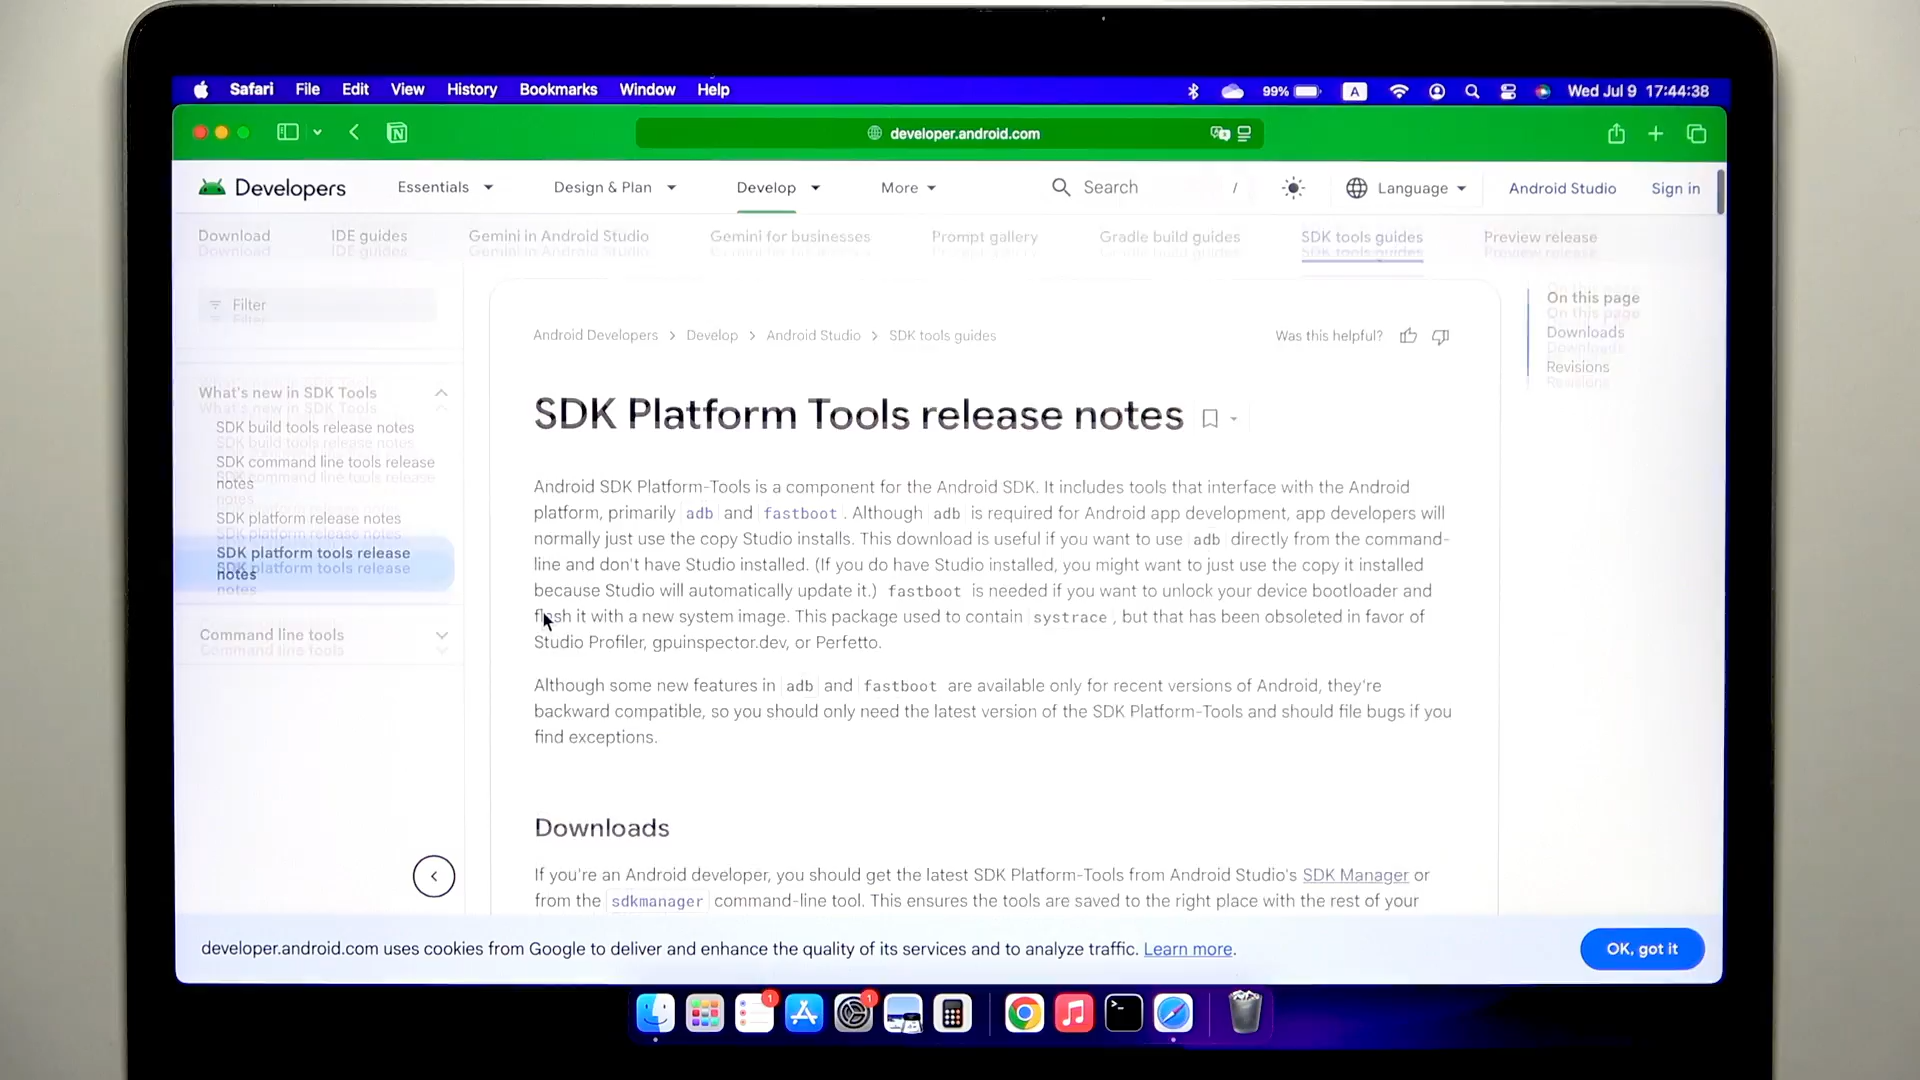 Safari File Edit View History Bookmarks Window Help 99% A Wed Jul 9 17:44:38
developer.android.com
Developers Essentials Design & Plan Develop More Search / Language Android Studio Sign in
Download IDE guides Gemini in Android Studio Gemini for businesses Prompt gallery Gradle build guides SDK tools guides Preview release
Filter
What's new in SDK Tools
SDK build tools release notes
SDK command line tools release
notes
SDK platform release notes
SDK platform tools release
notes
Command line tools
Android Developers > Develop > Android Studio > SDK tools guides
Was this helpful?
SDK Platform Tools release notes
Android SDK Platform-Tools is a component for the Android SDK. It includes tools that interface with the Android
platform, primarily adb and fastboot. Although adb is required for Android app development, app developers will
normally just use the copy Studio installs. This download is useful if you want to use adb directly from the command-
line and don't have Studio installed. (If you do have Studio installed, you might want to just use the copy it installed
because Studio will automatically update it.) fastboot is needed if you want to unlock your device bootloader and
flash it with a new system image. This package used to contain systrace, but that has been obsoleted in favor of
Studio Profiler, gpuinspector.dev, or Perfetto.
Although some new features in adb and fastboot are available only for recent versions of Android, they're
backward compatible, so you should only need the latest version of the SDK Platform-Tools and should file bugs if you
find exceptions.
Downloads
If you're an Android developer, you should get the latest SDK Platform-Tools from Android Studio's SDK Manager or
from the sdkmanager command-line tool. This ensures the tools are saved to the right place with the rest of your
On this page
Downloads
Revisions
developer.android.com uses cookies from Google to deliver and enhance the quality of its services and to analyze traffic. Learn more.
OK, got it
1
1